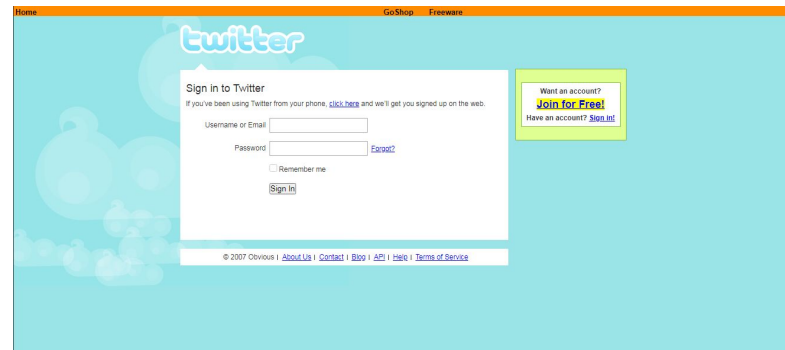 Home GoShop Freeware
twitter
Sign in to Twitter
If you've been using Twitter from your phone, click here and we'll get you signed up on the web.
Username or Email
Password Forgot?
Remember me
Sign In
Want an account?
Join for Free!
Have an account? Sign in!
© 2007 Obvious | About Us | Contact | Blog | API | Help | Terms of Service